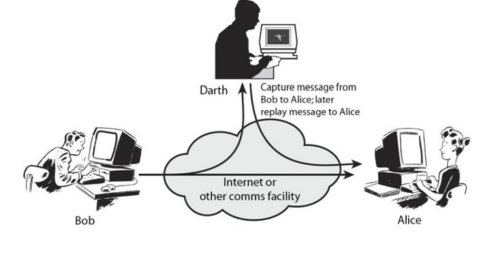 Darth
Capture message from
Bob to Alice; later
replay message to Alice
Internet or
other comms facility
Bob
Alice